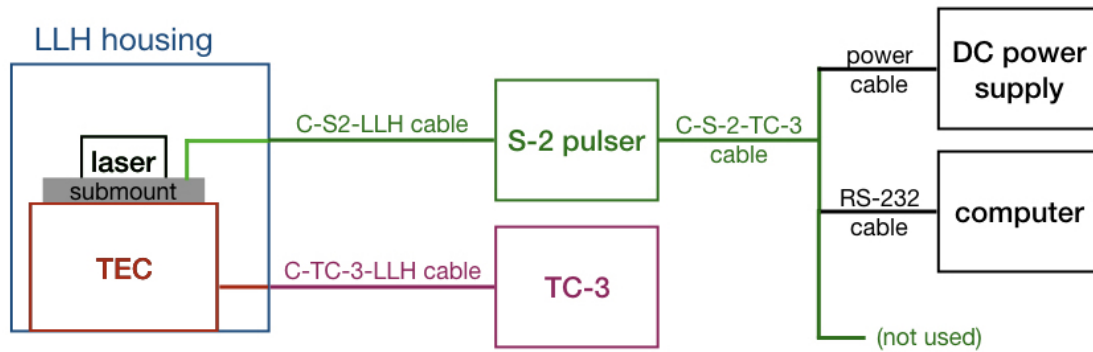 LLH housing
laser
submount
TEC
C-S2-LLH cable
C-TC-3-LLH cable
S-2 pulser
TC-3
C-S-2-TC-3
cable
power
cable
DC power
supply
RS-232
cable
computer
(not used)